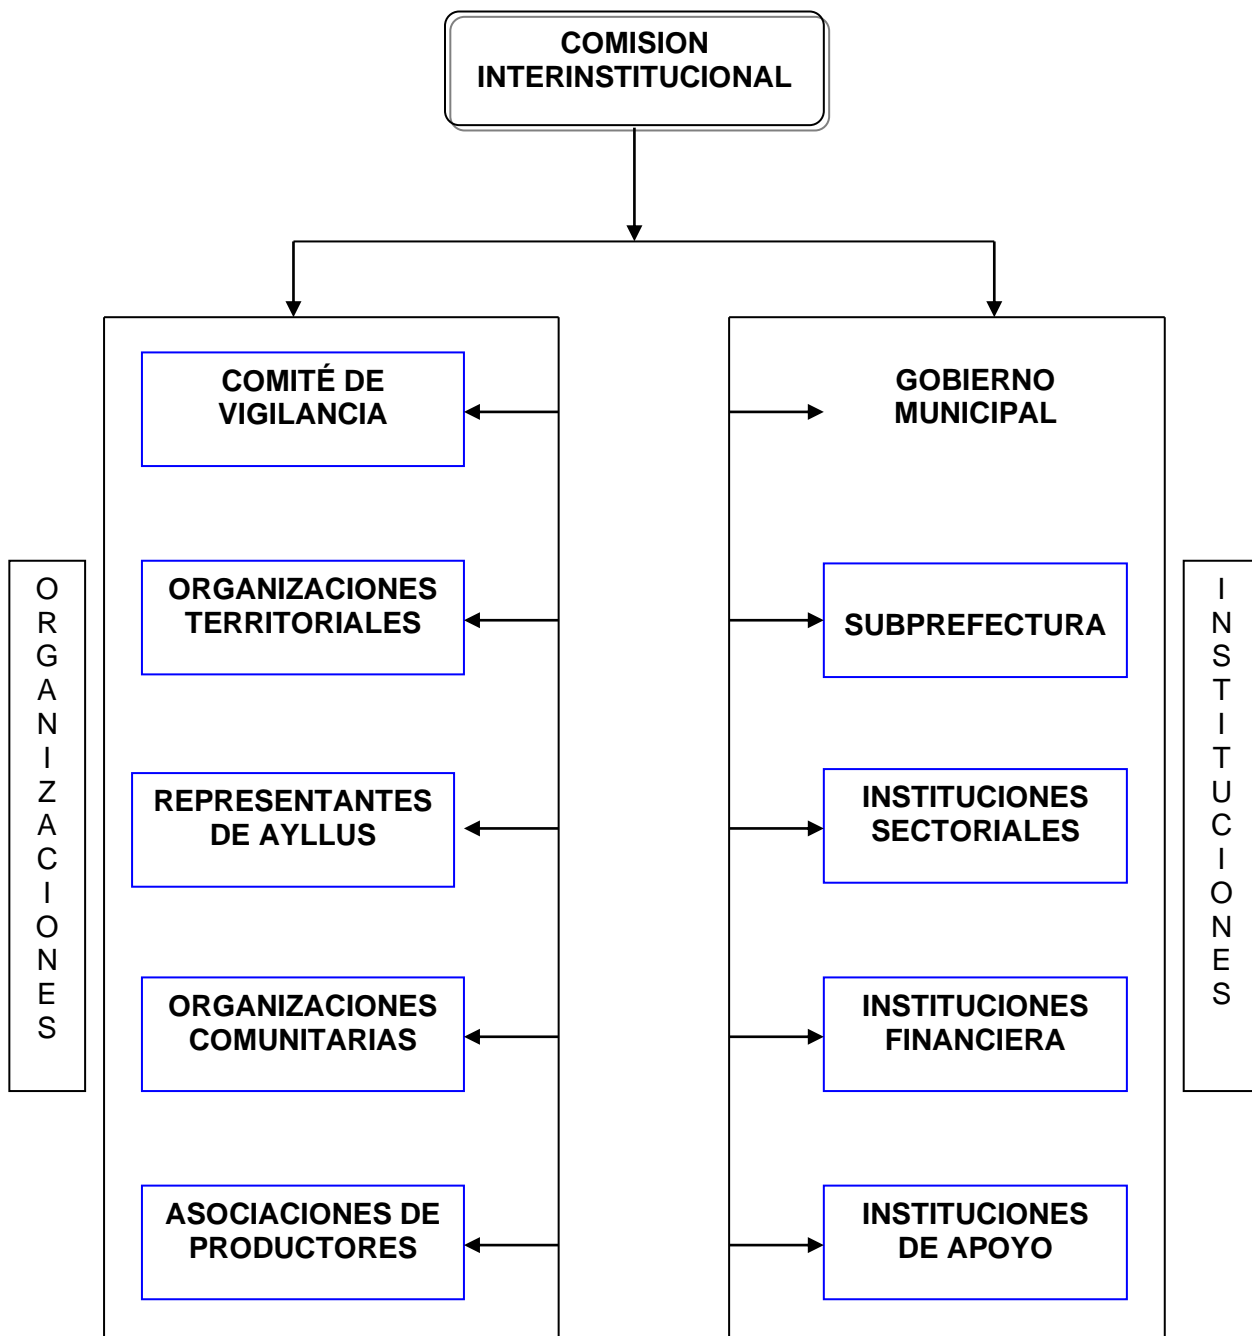 COMISION
INTERINSTITUCIONAL
COMITÉ DE
VIGILANCIA
GOBIERNO
MUNICIPAL
ORGANIZACIONES
ORGANIZACIONES
TERRITORIALES
SUBPREFECTURA
INSTITUCIONES
REPRESENTANTES
DE AYLLUS
INSTITUCIONES
SECTORIALES
ORGANIZACIONES
COMUNITARIAS
INSTITUCIONES
FINANCIERA
ASOCIACIONES DE
PRODUCTORES
INSTITUCIONES
DE APOYO